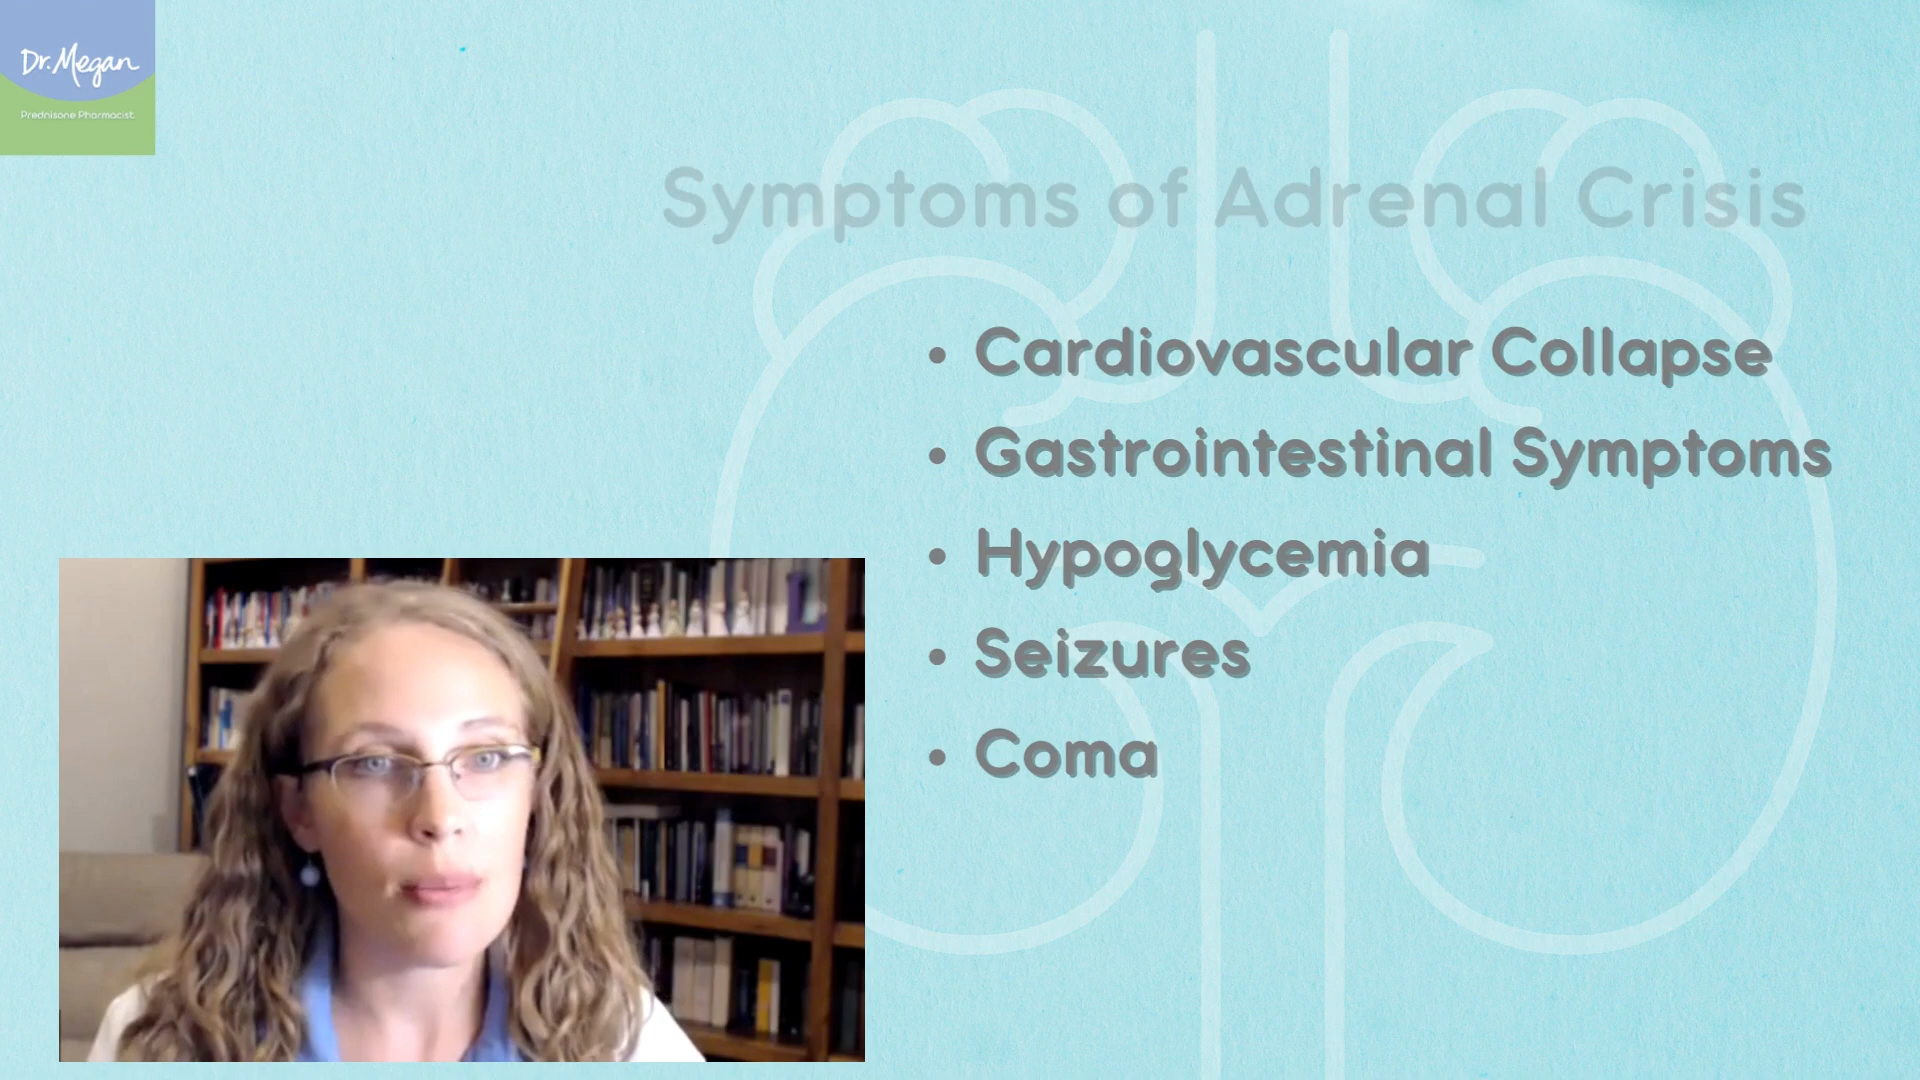 Dr. Megan
Prednisone Pharmacist
Symptoms of Adrenal Crisis
• Cardiovascular Collapse
• Gastrointestinal Symptoms
• Hypoglycemia
• Seizures
• Coma